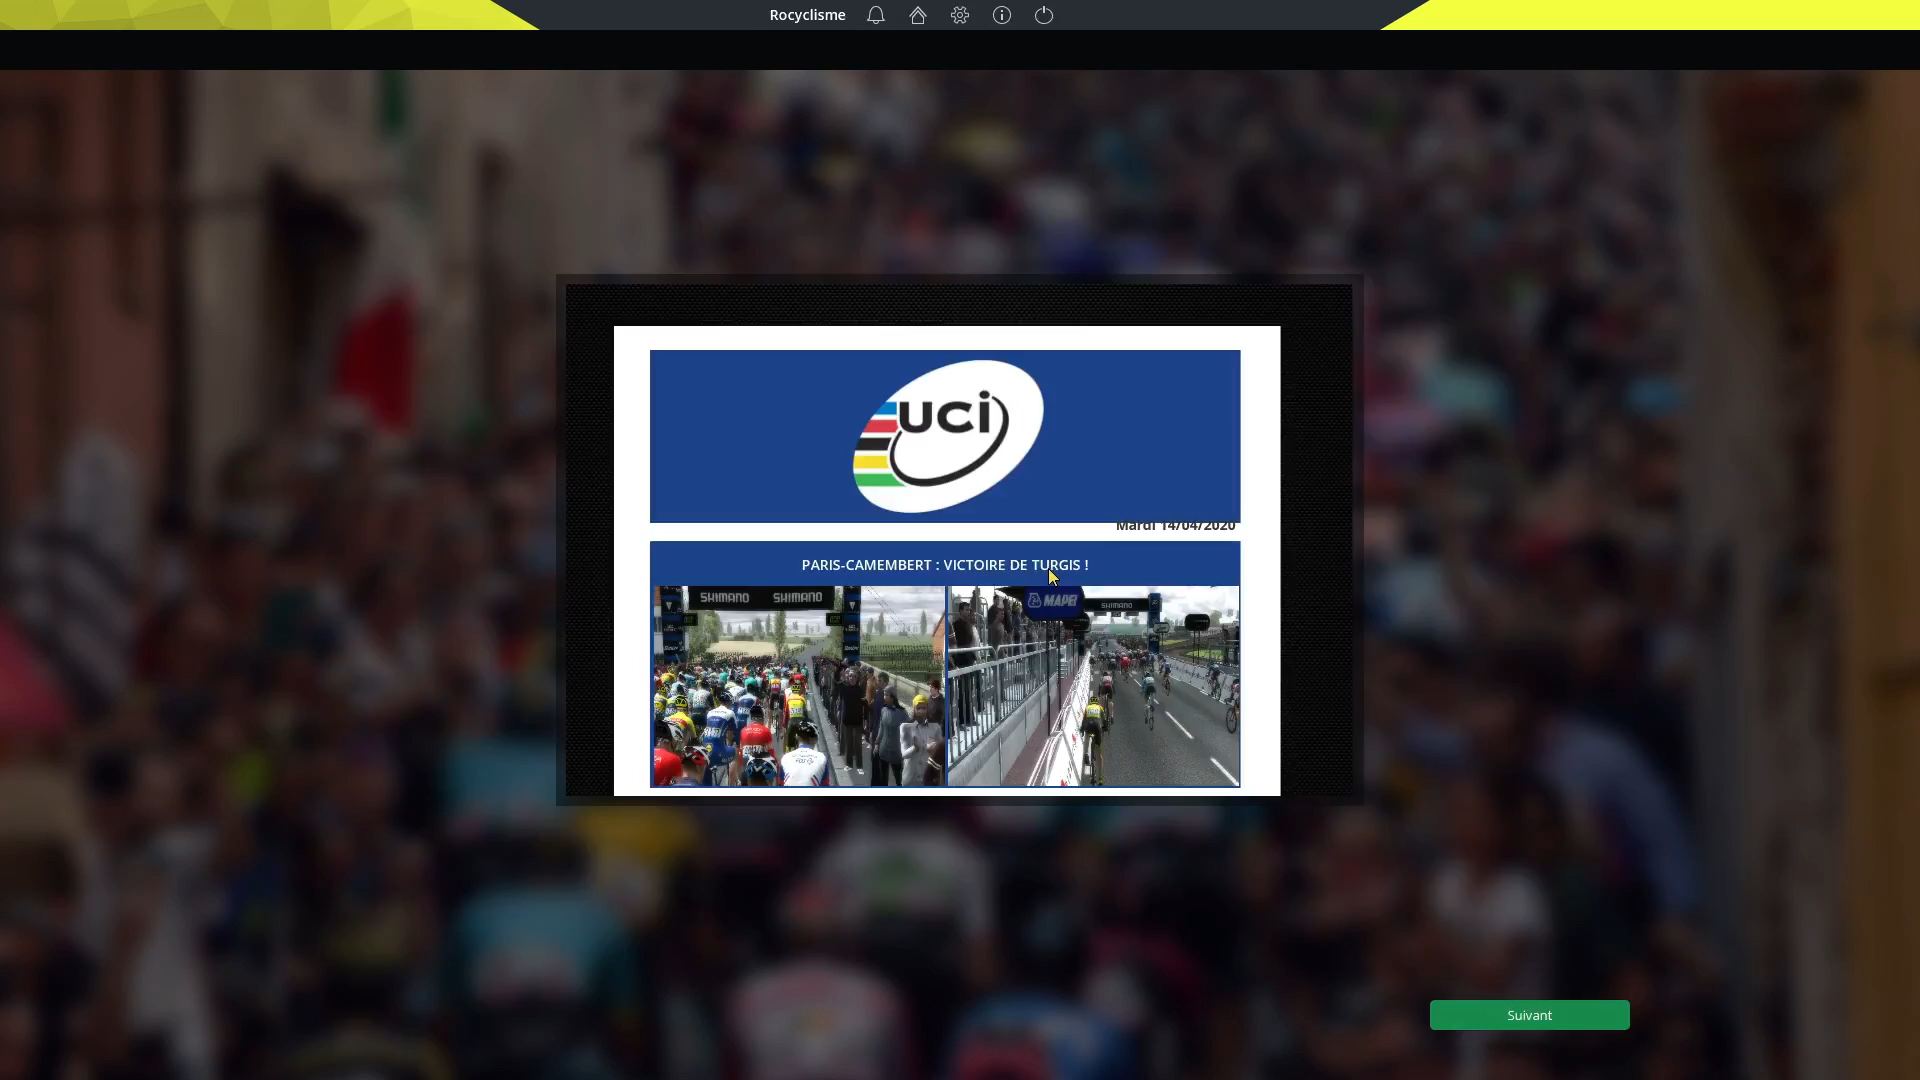 Rocyclisme
uci
Mardi 14/04/2020
PARIS-CAMEMBERT : VICTOIRE DE TURGIS !
SHIMANO SHIMANO
MAPEI
SHIMANO
Suivant